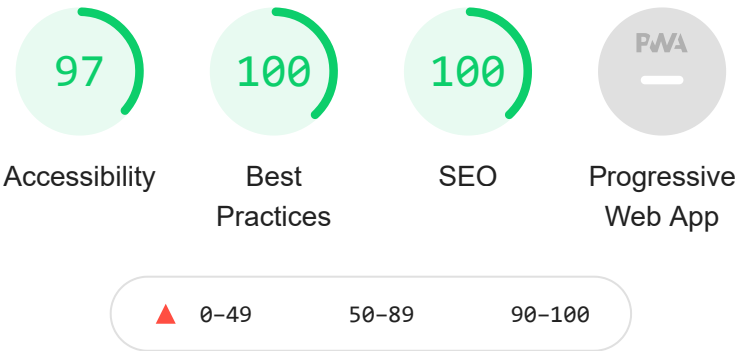 97
100
100
PWA
Accessibility
Best
Practices
SEO
Progressive
Web App
0–49
50–89
90–100